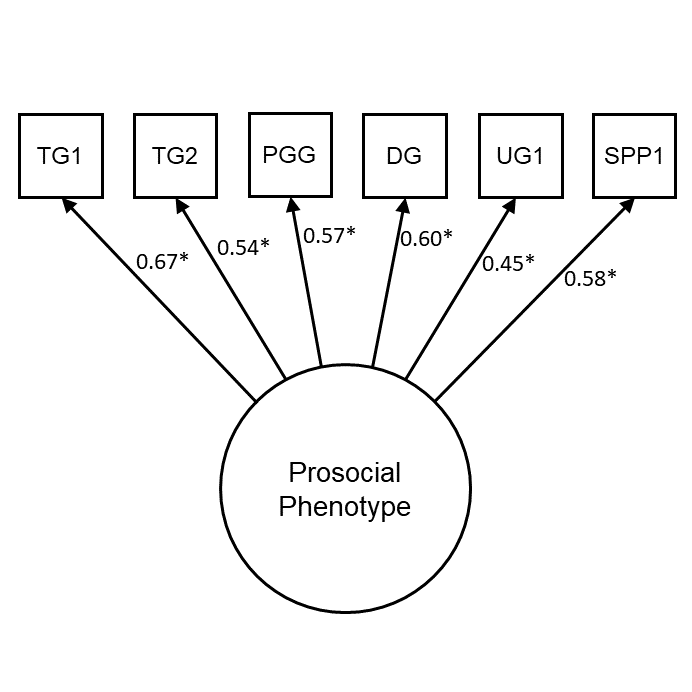 TG1
TG2
PGG
DG
UG1
SPP1
0.67*
0.54*
0.57*
0.60*
0.45*
0.58*
Prosocial
Phenotype